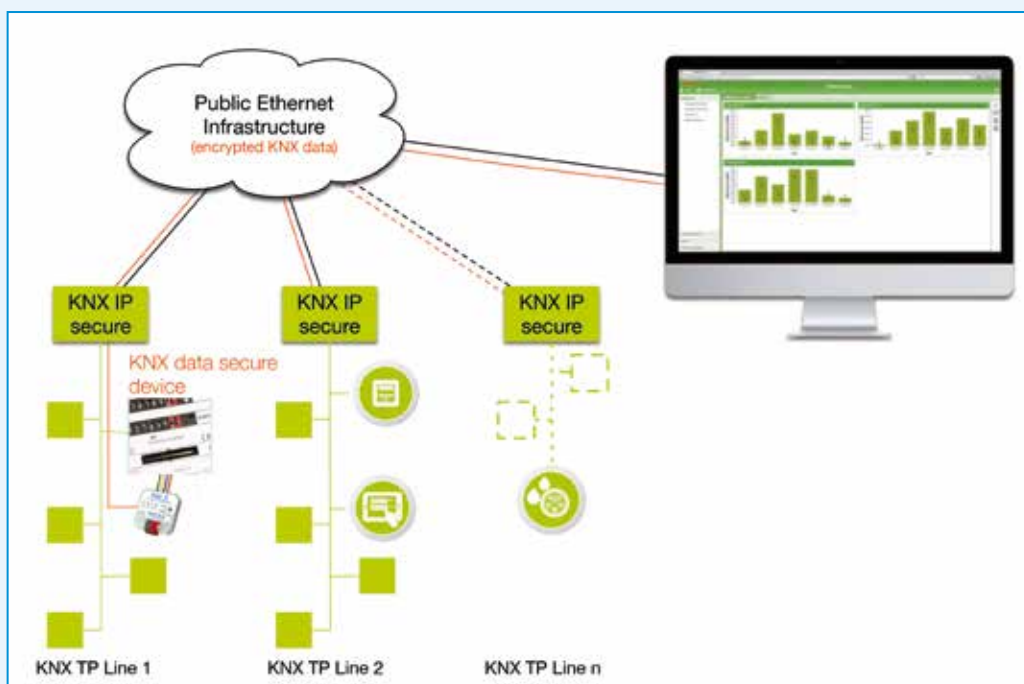 Public Ethernet
Infrastructure
(encrypted KNX data)
KNX IP
secure
KNX IP
secure
KNX IP
secure
KNX data secure
device
KNX TP Line 1
KNX TP Line 2
KNX TP Line n